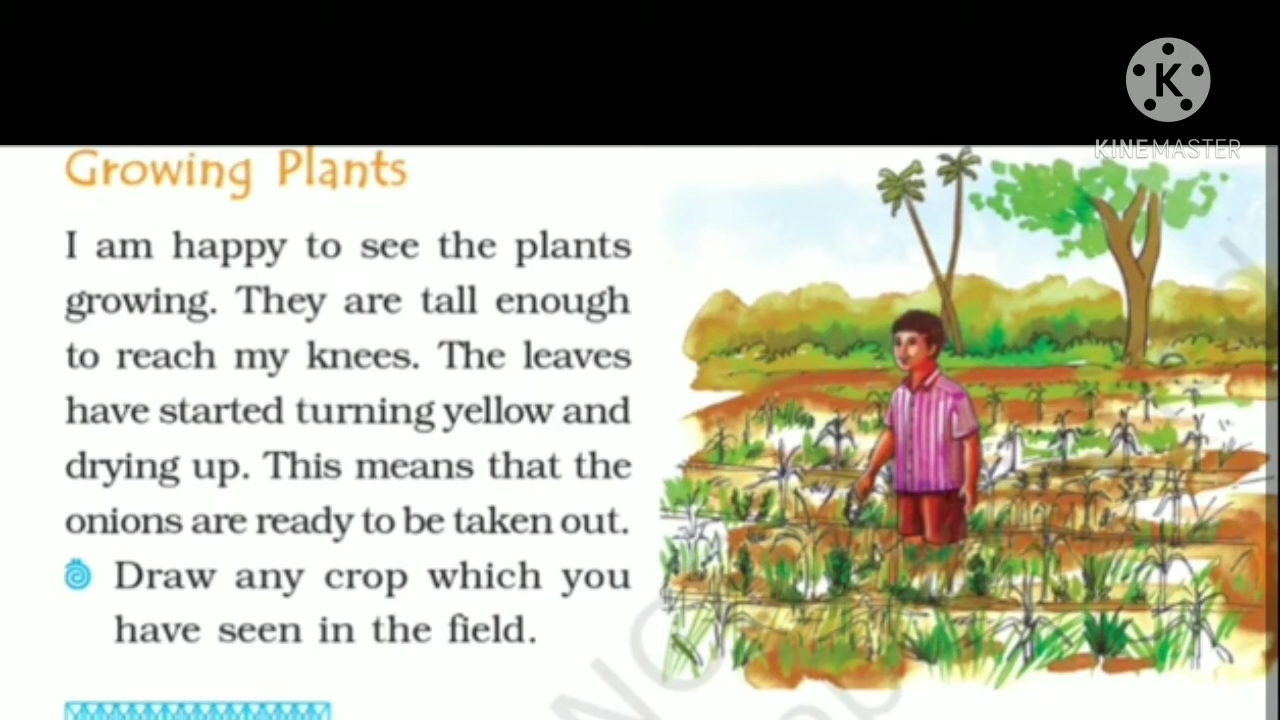 K
KINEMASTER
Growing Plants
I am happy to see the plants
growing. They are tall enough
to reach my knees. The leaves
have started turning yellow and
drying up. This means that the
onions are ready to be taken out.
Draw any crop which you
have seen in the field.